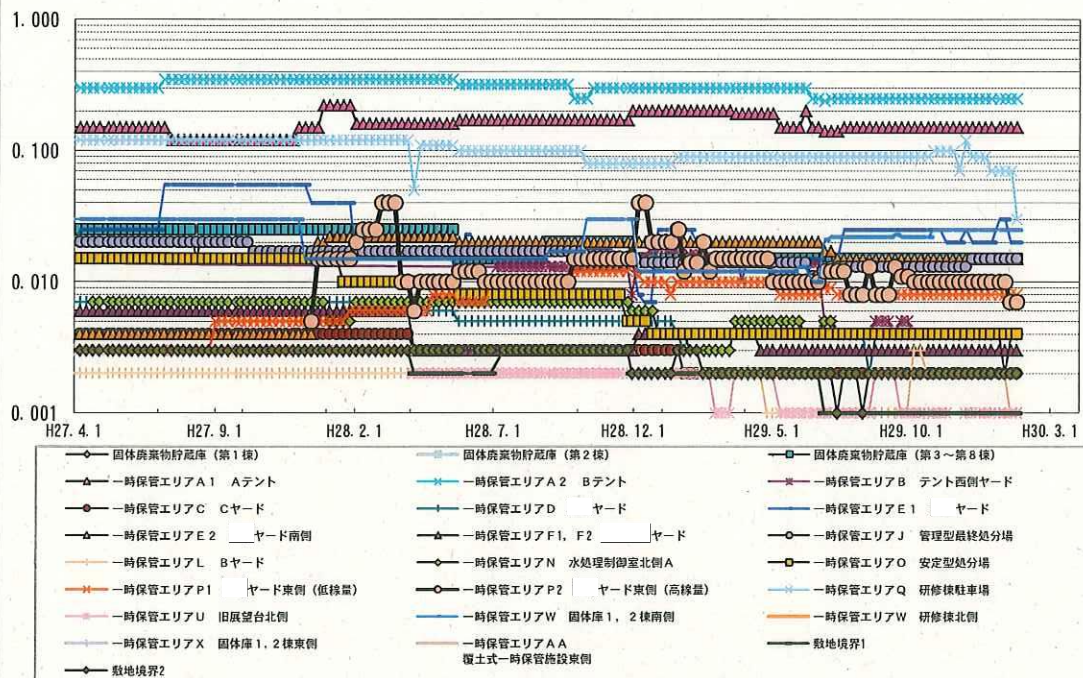 1.000
0.100
0.010
0.001
H27.4.1 H27.9.1 H28.2.1 H28.7.1 H28.12.1 H29.5.1 H29.10.1 H30.3.1
固体廃棄物貯蔵庫（第1棟） 固体廃棄物貯蔵庫（第2棟） 固体廃棄物貯蔵庫（第3～第8棟）
一時保管エリアA1 Aテント 一時保管エリアA2 Bテント 一時保管エリアB テント西側ヤード
一時保管エリアC Cヤード 一時保管エリアD ヤード 一時保管エリアE1 ヤード
一時保管エリアE2 ヤード南側 一時保管エリアF1，F2 ヤード 一時保管エリアJ 管理型最終処分場
一時保管エリアL Bヤード 一時保管エリアN 水処理制御室北側A 一時保管エリアO 安定型処分場
一時保管エリアP1 ヤード東側（低線量） 一時保管エリアP2 ヤード東側（高線量） 一時保管エリアQ 研修棟駐車場
一時保管エリアU 旧展望台北側 一時保管エリアW 固体庫1，2棟南側 一時保管エリアW 研修棟北側
一時保管エリアX 固体庫1，2棟東側 一時保管エリアAA 敷地境界1
覆土式一時保管施設東側
敷地境界2